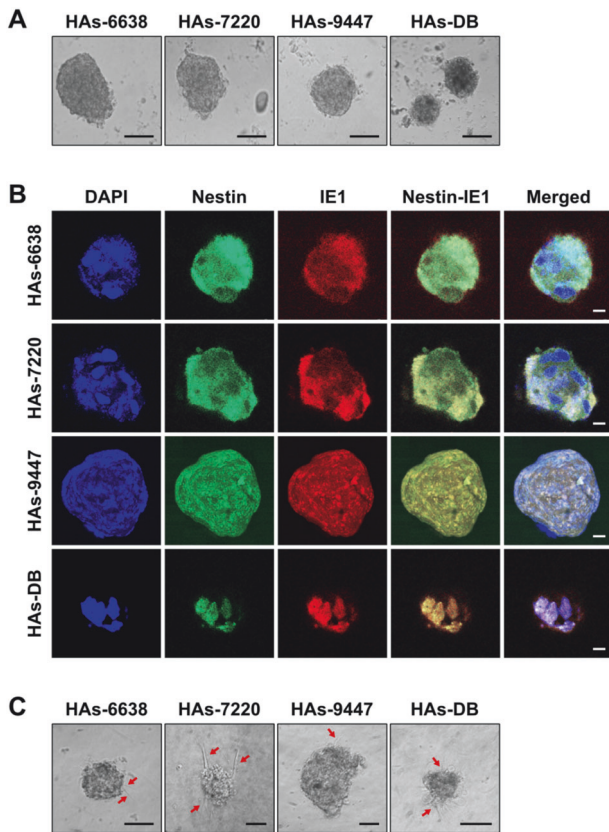 A
HAs-6638 HAs-7220 HAs-9447 HAs-DB
B
DAPI Nestin IE1 Nestin-IE1 Merged
HAs-6638
HAs-7220
HAs-9447
HAs-DB
C
HAs-6638 HAs-7220 HAs-9447 HAs-DB